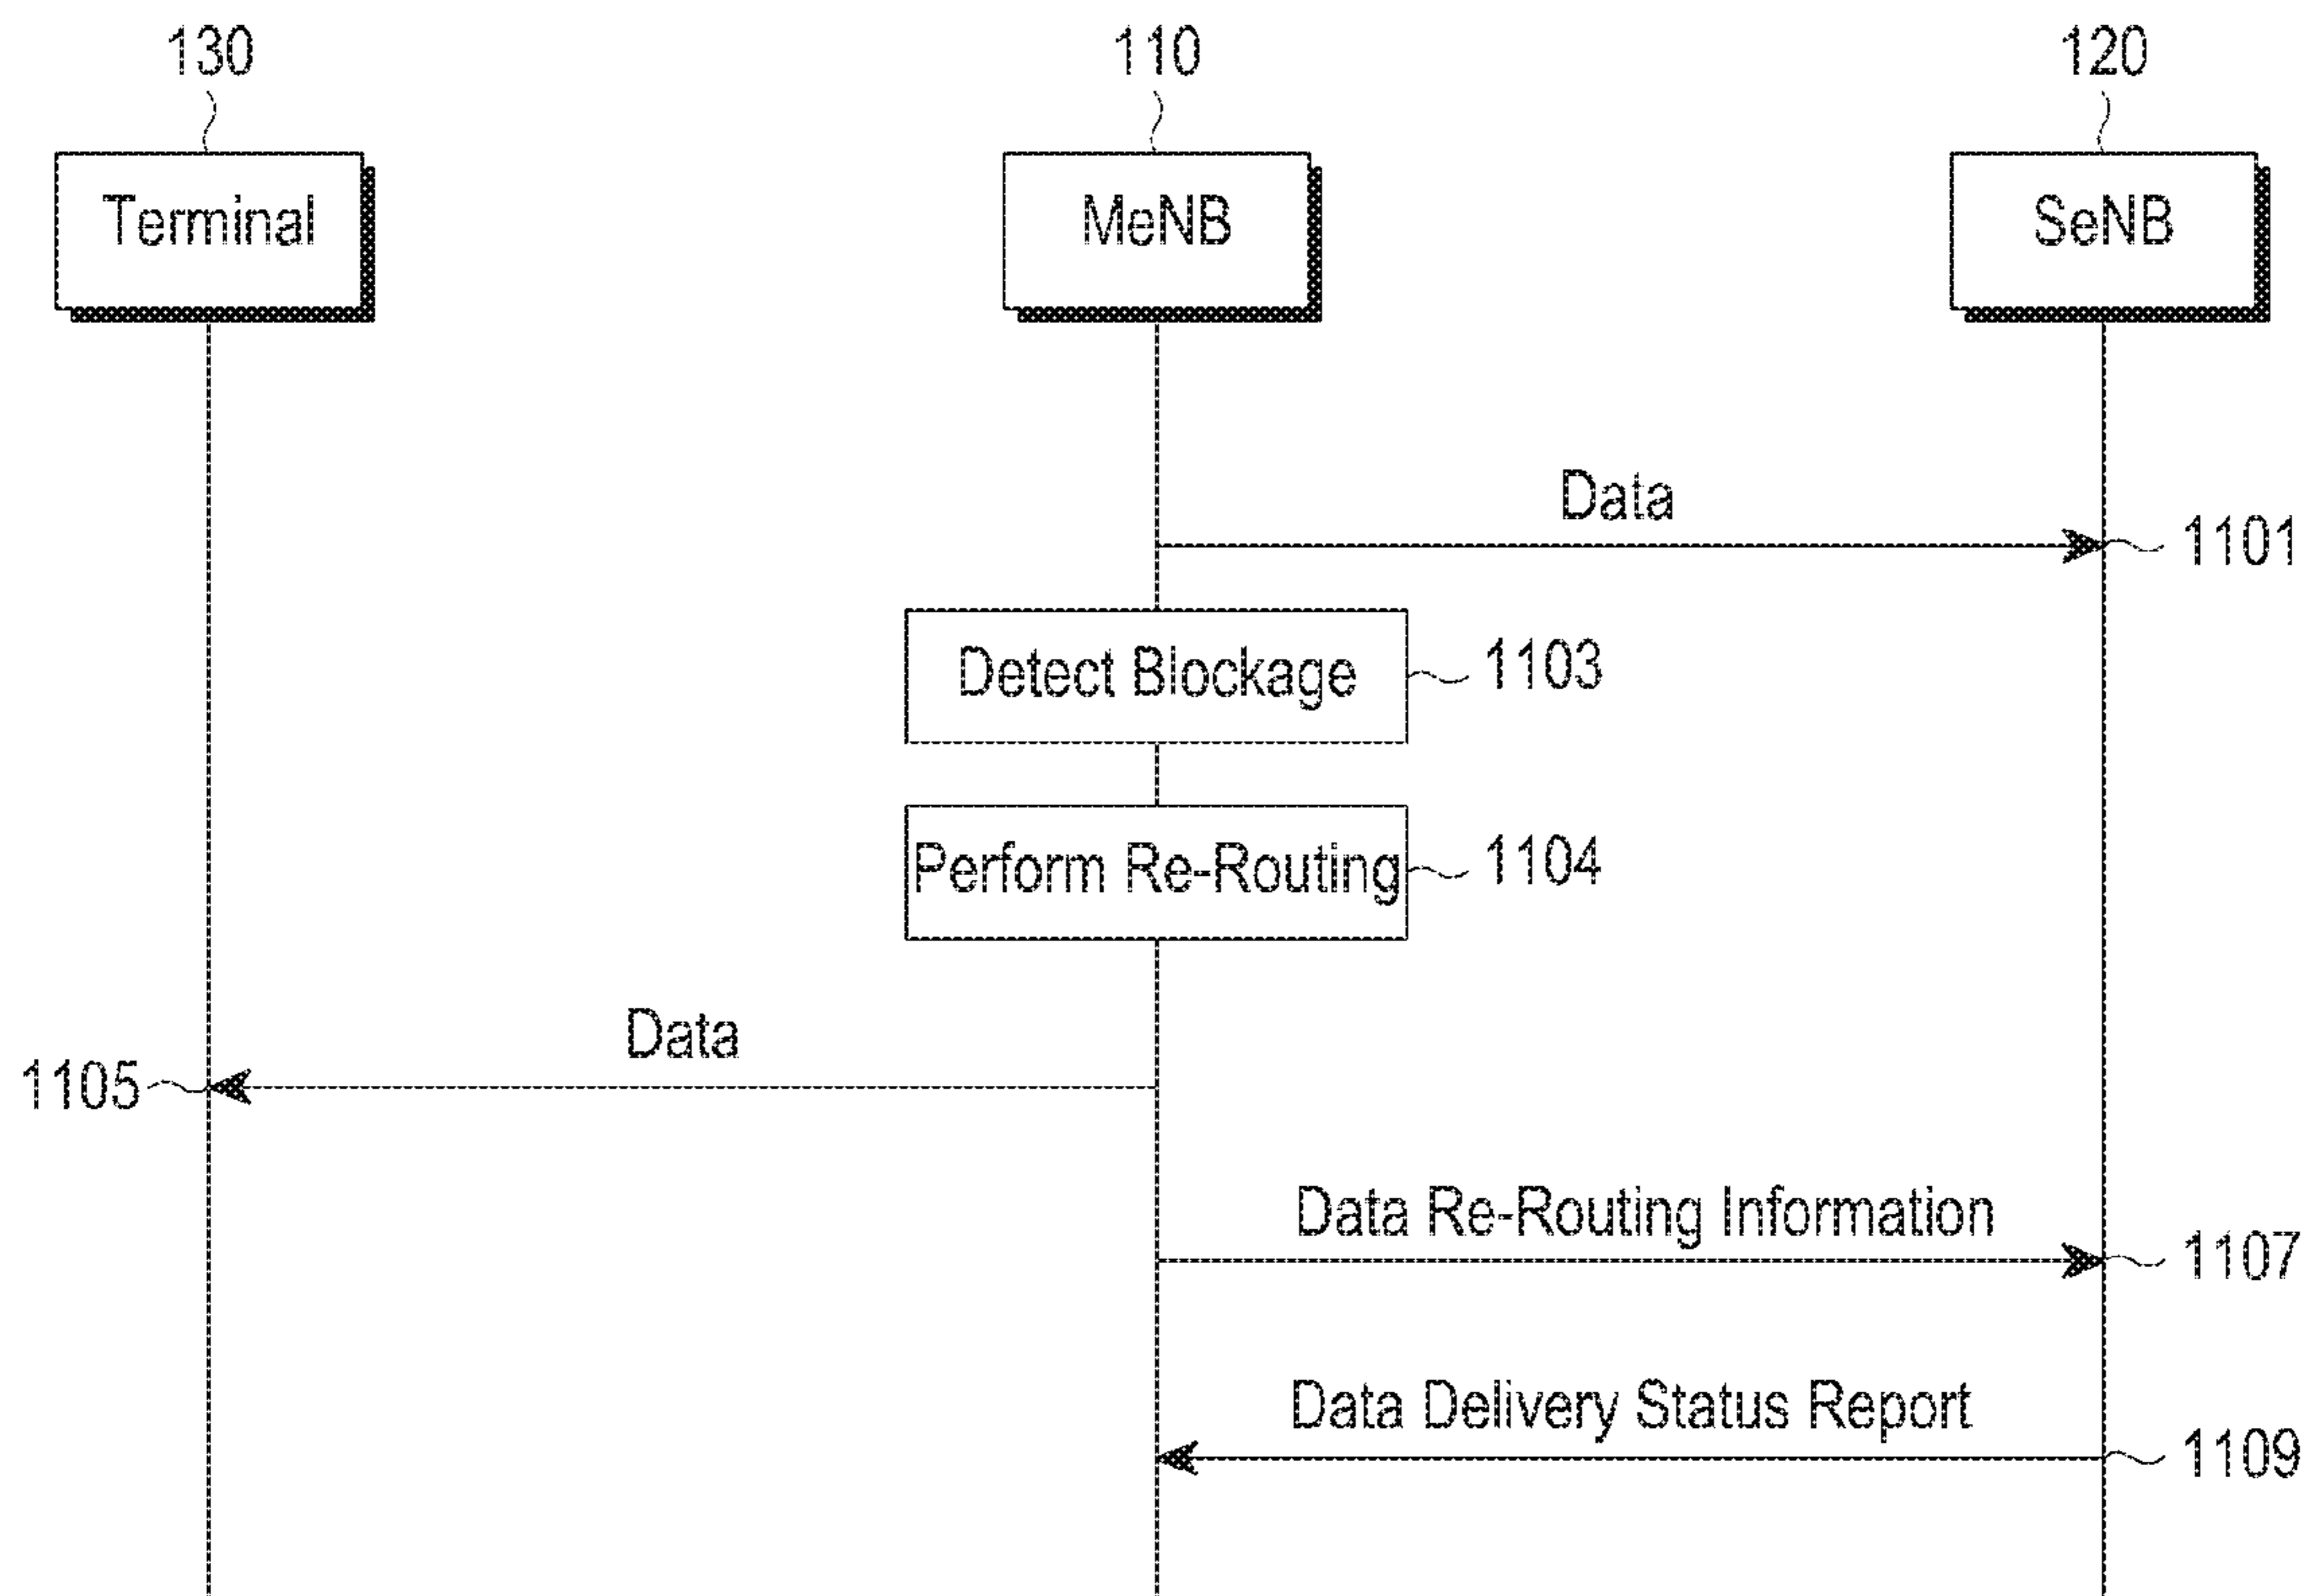 130
110
120
Terminal
MeNB
SeNB
Data
1101
Detect Blockage
1103
Perform Re-Routing
1104
Data
1105
Data Re-Routing Information
1107
Data Delivery Status Report
1109